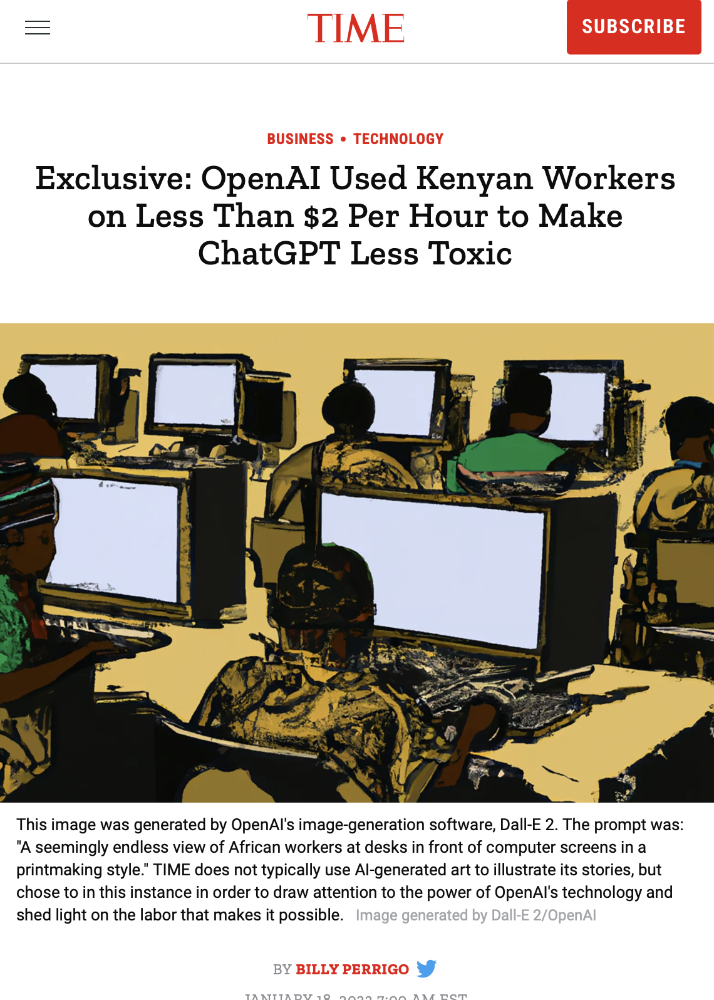 TIME
SUBSCRIBE
BUSINESS • TECHNOLOGY
Exclusive: OpenAI Used Kenyan Workers
on Less Than $2 Per Hour to Make
ChatGPT Less Toxic
This image was generated by OpenAI's image-generation software, Dall-E 2. The prompt was:
"A seemingly endless view of African workers at desks in front of computer screens in a
printmaking style." TIME does not typically use AI-generated art to illustrate its stories, but
chose to in this instance in order to draw attention to the power of OpenAI's technology and
shed light on the labor that makes it possible. Image generated by Dall-E 2/OpenAI
BY BILLY PERRIGO
JANUARY 18, 2023 7:00 AM EST